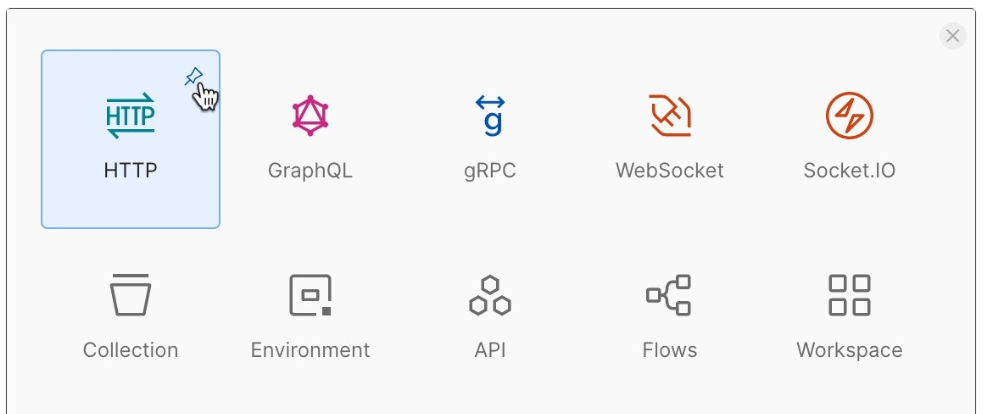 HTTP
HTTP GraphQL gRPC WebSocket Socket.IO
Collection Environment API Flows Workspace